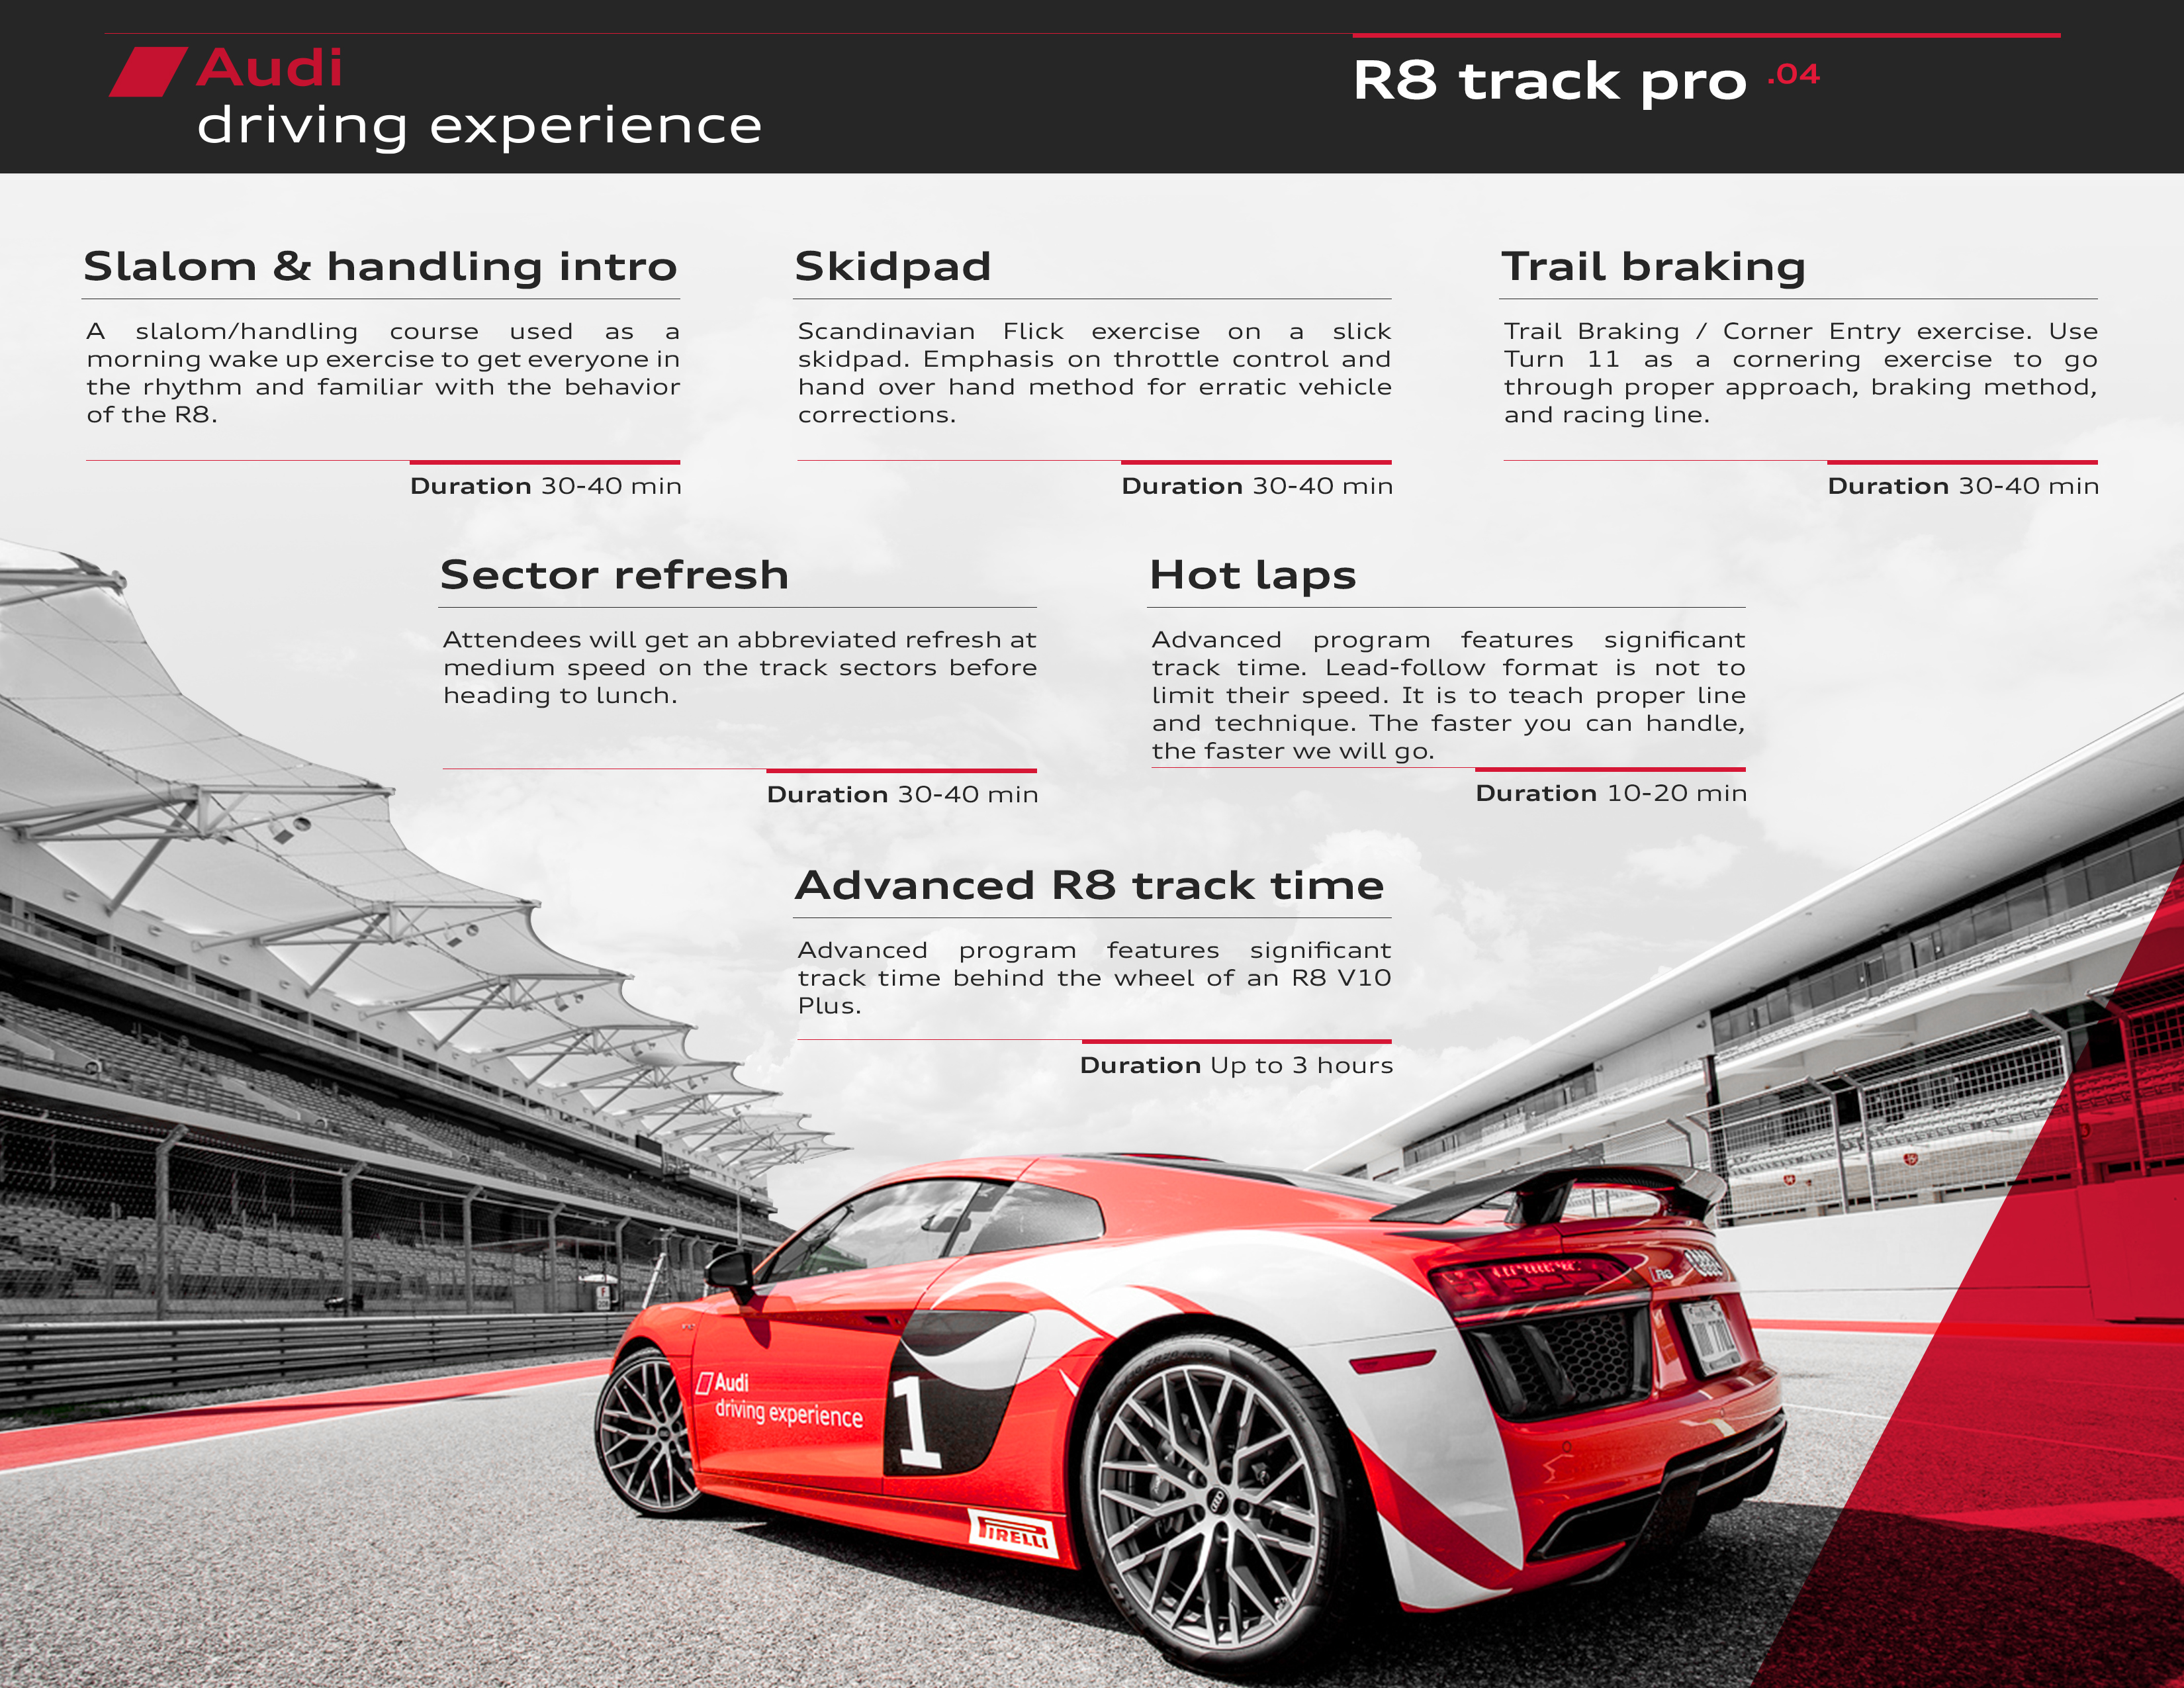 Audi
driving experience
R8 track pro .04
Slalom & handling intro
A slalom/handling course used as a
morning wake up exercise to get everyone in
the rhythm and familiar with the behavior
of the R8.
Duration 30-40 min
Skidpad
Scandinavian Flick exercise on a slick
skidpad. Emphasis on throttle control and
hand over hand method for erratic vehicle
corrections.
Duration 30-40 min
Trail braking
Trail Braking / Corner Entry exercise. Use
Turn 11 as a cornering exercise to go
through proper approach, braking method,
and racing line.
Duration 30-40 min
Sector refresh
Attendees will get an abbreviated refresh at
medium speed on the track sectors before
heading to lunch.
Duration 30-40 min
Hot laps
Advanced program features significant
track time. Lead-follow format is not to
limit their speed. It is to teach proper line
and technique. The faster you can handle,
the faster we will go.
Duration 10-20 min
Advanced R8 track time
Advanced program features significant
track time behind the wheel of an R8 V10
Plus.
Duration Up to 3 hours
R8
Audi
driving experience
1
PIRELLI